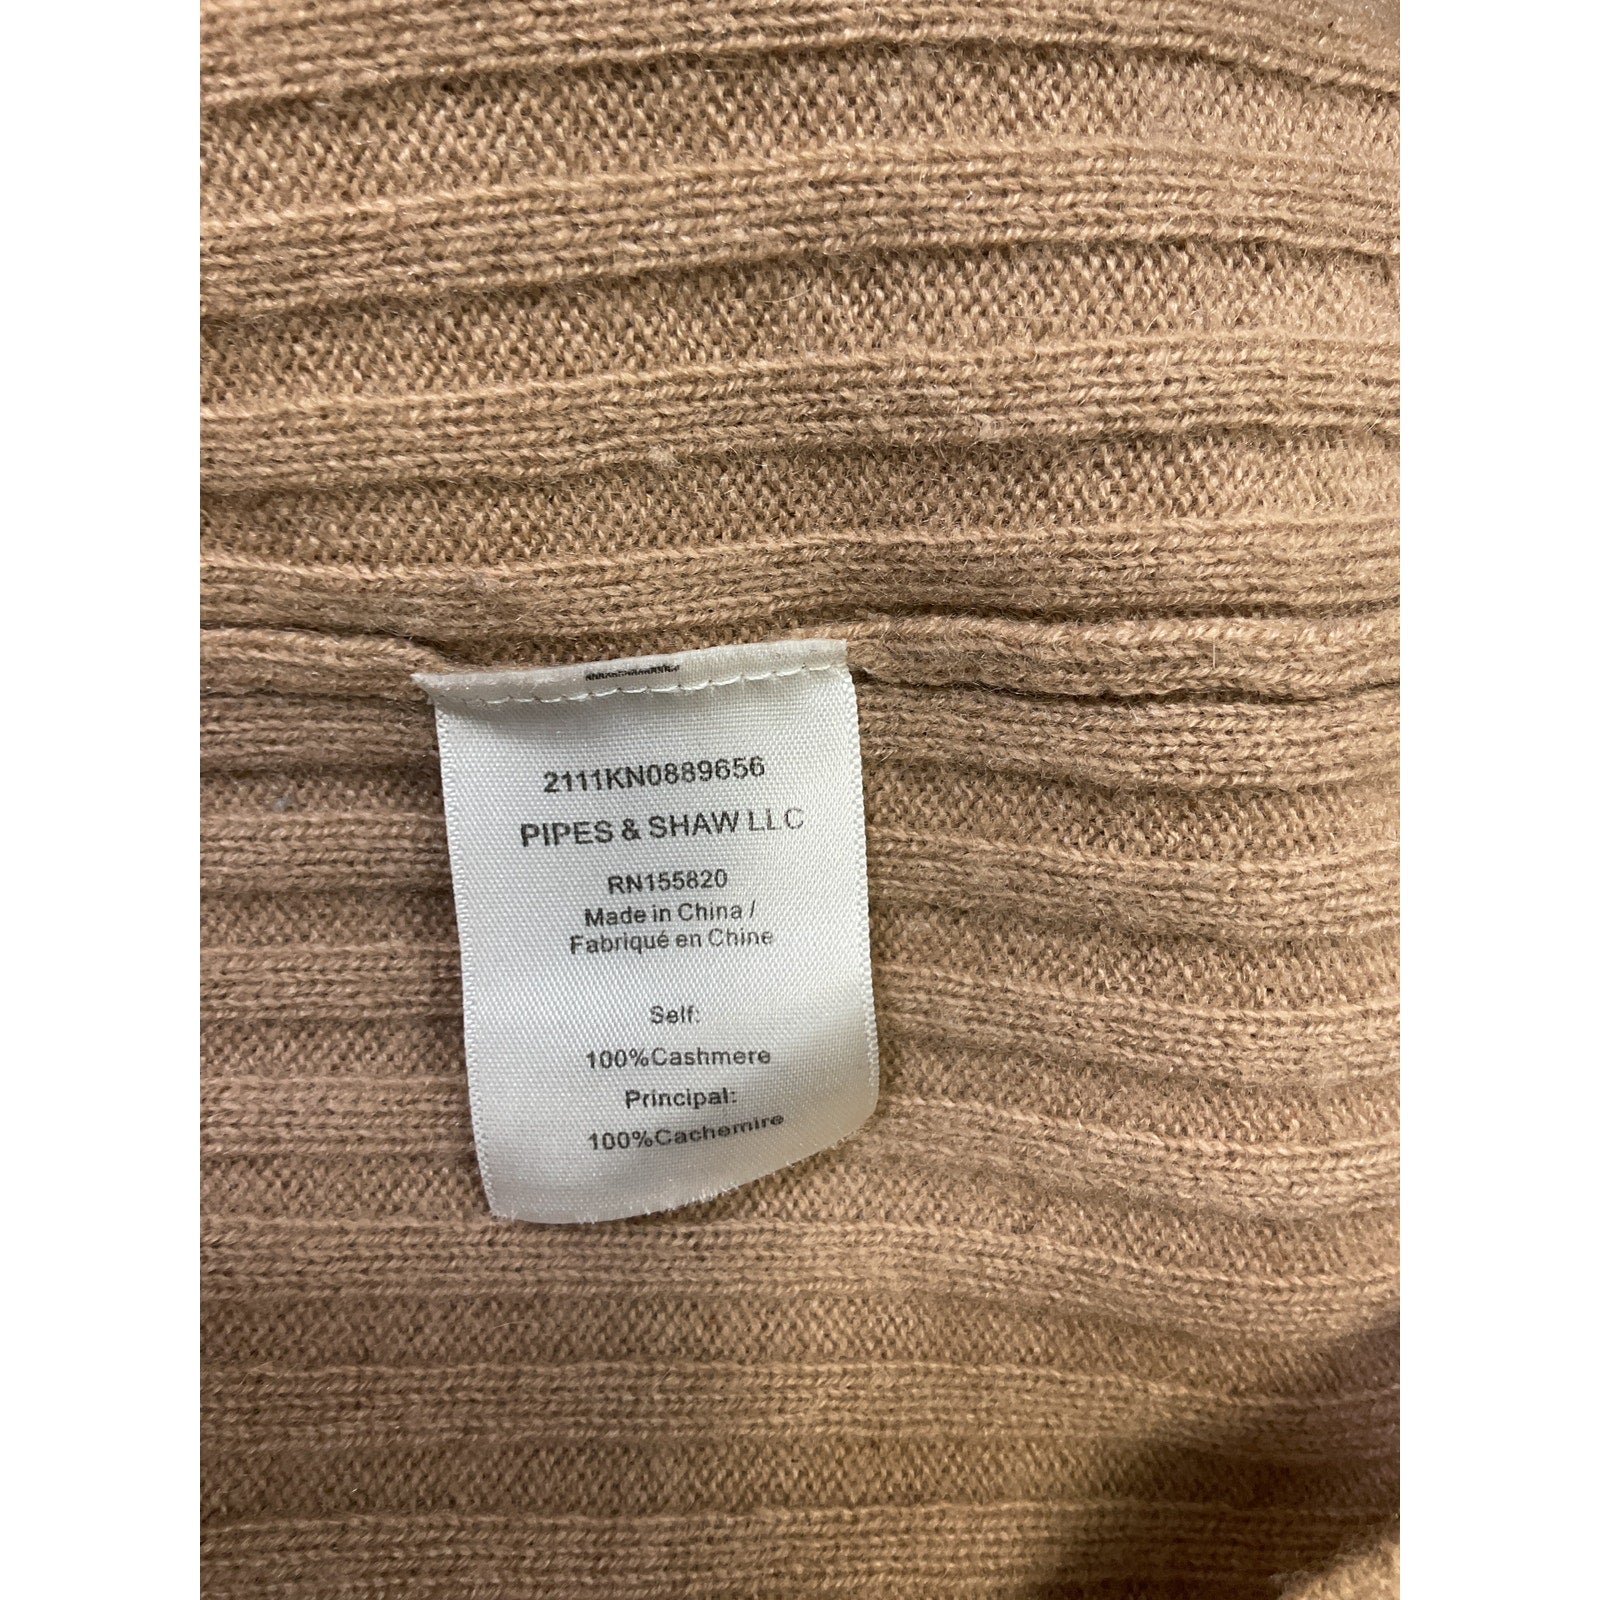 2111KN0889656
PIPES & SHAW LLC
RN155820
Made in China /
Fabriqué en Chine
Self:
100%Cashmere
Principal:
100%Cachemire